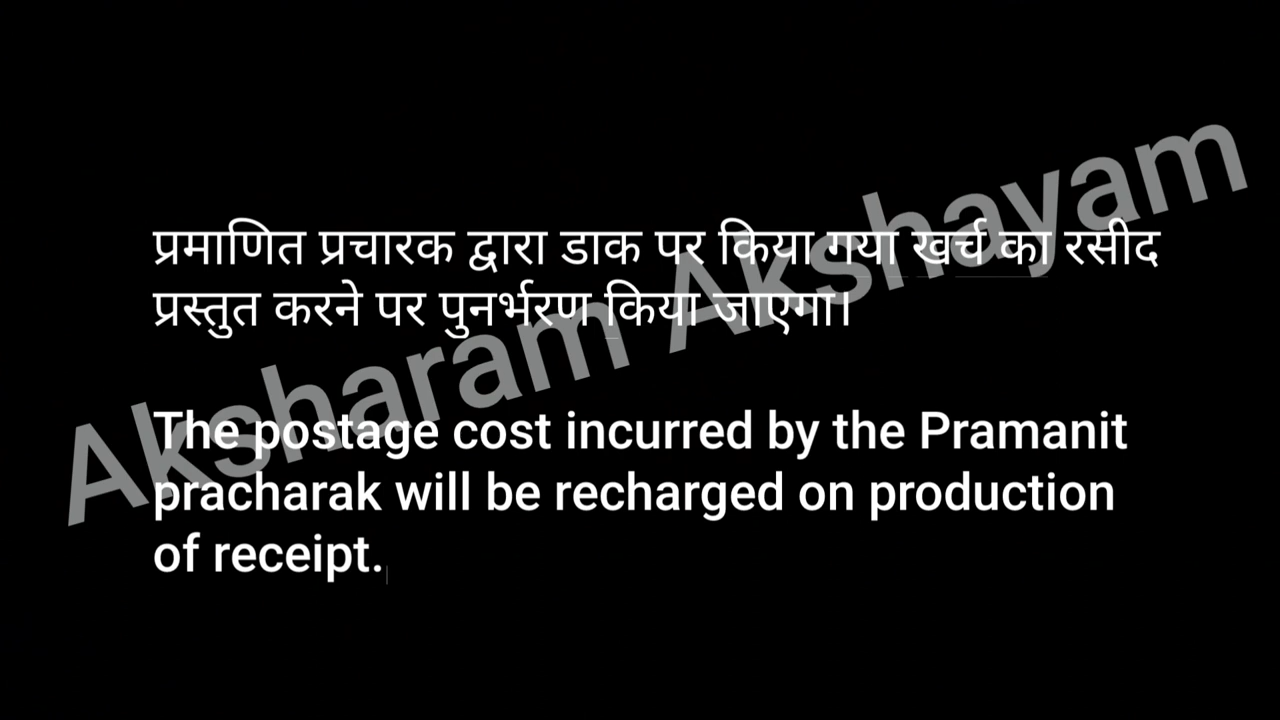 प्रमाणित प्रचारक द्वारा डाक पर किया गया खर्च का रसीद
प्रस्तुत करने पर पुनर्भरण किया जाएगा।
The postage cost incurred by the Pramanit
pracharak will be recharged on production
of receipt.
Aksharam Akshayam